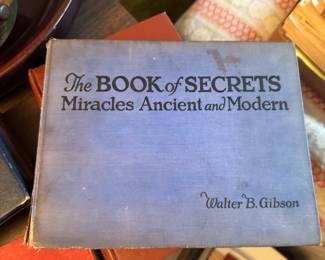 The BOOK of SECRETS
Miracles Ancient and Modern
Walter B. Gibson